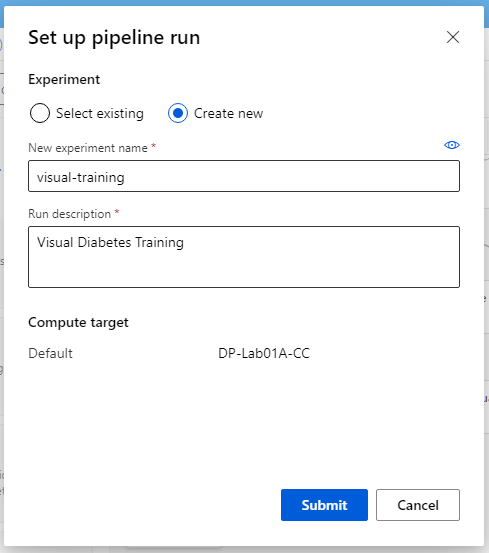 Set up pipeline run
Experiment
Select existing
Create new
New experiment name *
visual-training
Run description *
Visual Diabetes Training
Compute target
Default DP-Lab01A-CC
Submit Cancel